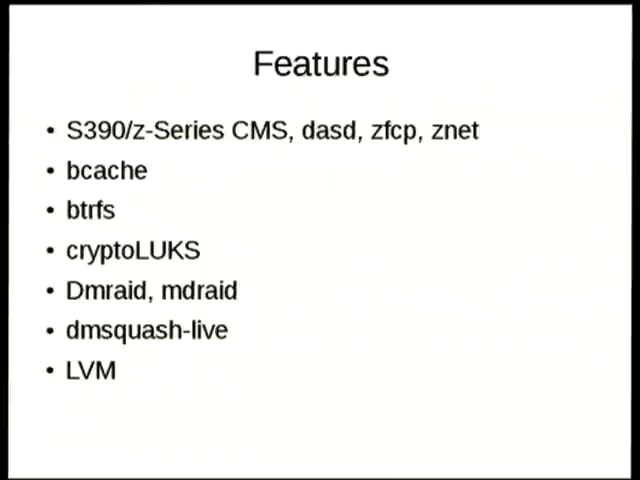 Features
• S390/z-Series CMS, dasd, zfcp, znet
• bcache
• btrfs
• cryptoLUKS
• Dmraid, mdraid
• dmsquash-live
• LVM